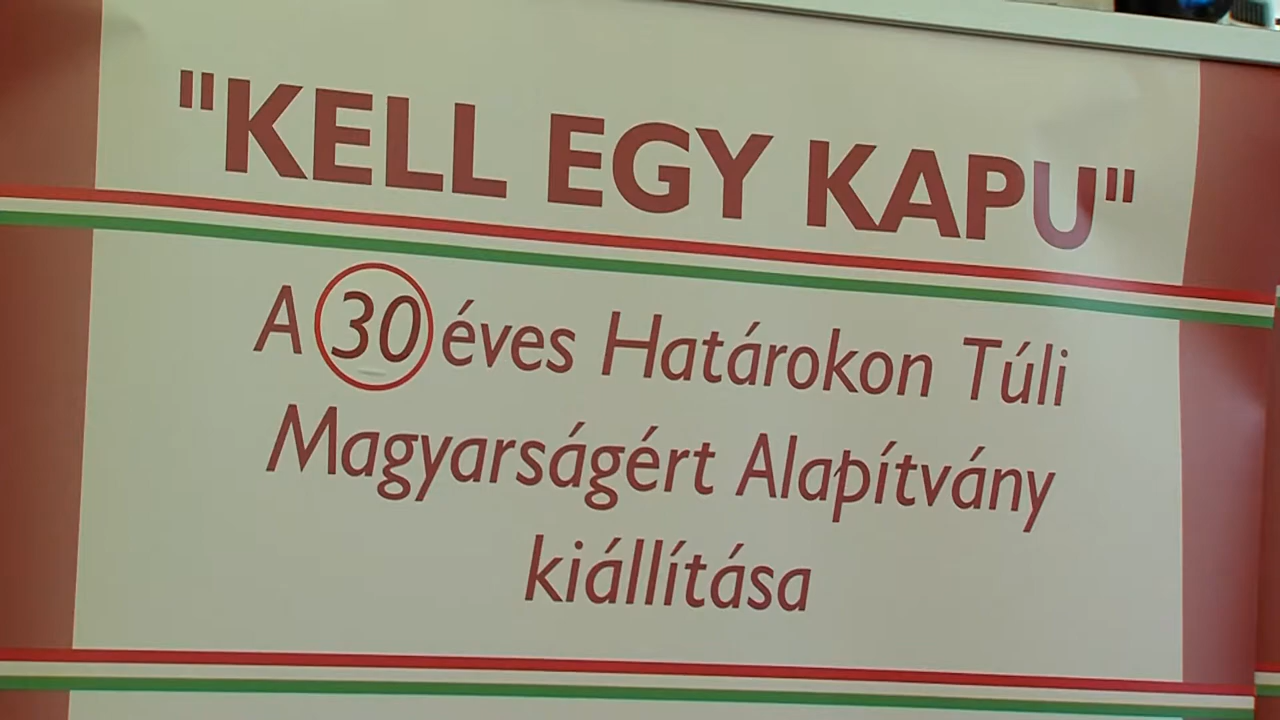 "KELL EGY KAPU"
A 30 éves Határokon Túli
Magyarságért Alapítvány
kiállítása